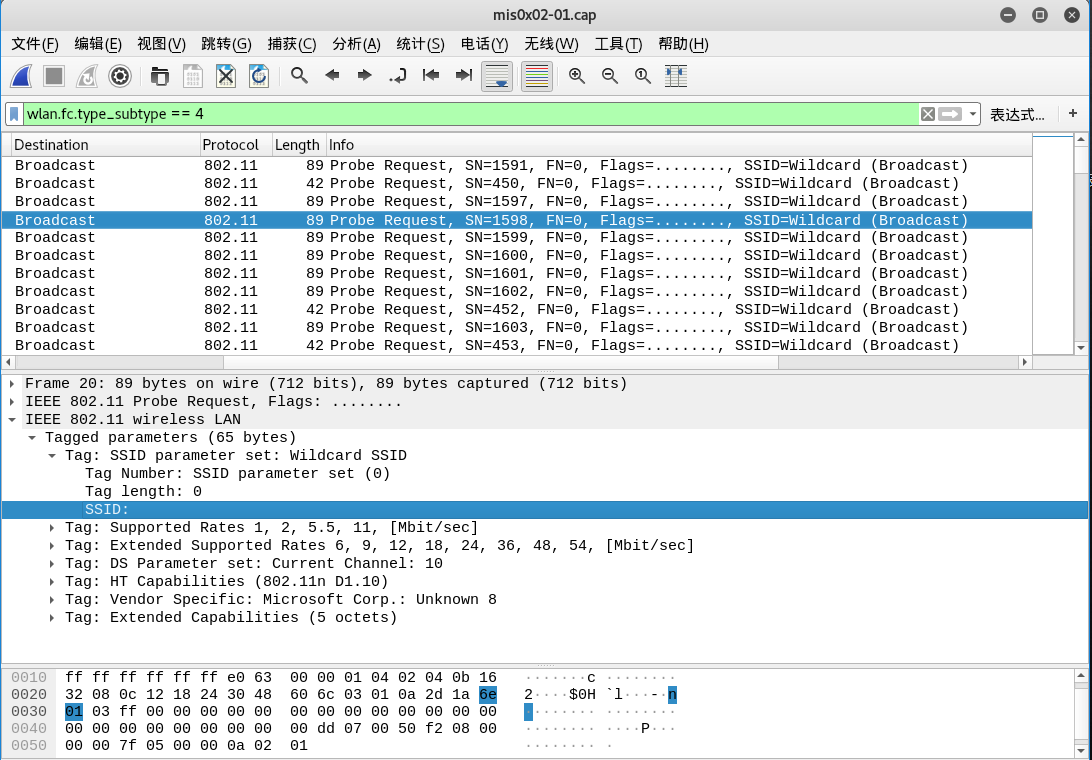 mis0x02-01.cap
文件(F) 编辑(E) 视图(V) 跳转(G) 捕获(C) 分析(A) 统计(S) 电话(Y) 无线(W) 工具(T) 帮助(H)
wlan.fc.type_subtype == 4 表达式… +
Destination Protocol Length Info
Broadcast 802.11 89 Probe Request, SN=1591, FN=0, Flags=........, SSID=Wildcard (Broadcast)
Broadcast 802.11 42 Probe Request, SN=450, FN=0, Flags=........, SSID=Wildcard (Broadcast)
Broadcast 802.11 89 Probe Request, SN=1597, FN=0, Flags=........, SSID=Wildcard (Broadcast)
Broadcast 802.11 89 Probe Request, SN=1598, FN=0, Flags=........, SSID=Wildcard (Broadcast)
Broadcast 802.11 89 Probe Request, SN=1599, FN=0, Flags=........, SSID=Wildcard (Broadcast)
Broadcast 802.11 89 Probe Request, SN=1600, FN=0, Flags=........, SSID=Wildcard (Broadcast)
Broadcast 802.11 89 Probe Request, SN=1601, FN=0, Flags=........, SSID=Wildcard (Broadcast)
Broadcast 802.11 89 Probe Request, SN=1602, FN=0, Flags=........, SSID=Wildcard (Broadcast)
Broadcast 802.11 42 Probe Request, SN=452, FN=0, Flags=........, SSID=Wildcard (Broadcast)
Broadcast 802.11 89 Probe Request, SN=1603, FN=0, Flags=........, SSID=Wildcard (Broadcast)
Broadcast 802.11 42 Probe Request, SN=453, FN=0, Flags=........, SSID=Wildcard (Broadcast)
Frame 20: 89 bytes on wire (712 bits), 89 bytes captured (712 bits)
IEEE 802.11 Probe Request, Flags: ........
IEEE 802.11 wireless LAN
Tagged parameters (65 bytes)
Tag: SSID parameter set: Wildcard SSID
Tag Number: SSID parameter set (0)
Tag length: 0
SSID:
Tag: Supported Rates 1, 2, 5.5, 11, [Mbit/sec]
Tag: Extended Supported Rates 6, 9, 12, 18, 24, 36, 48, 54, [Mbit/sec]
Tag: DS Parameter set: Current Channel: 10
Tag: HT Capabilities (802.11n D1.10)
Tag: Vendor Specific: Microsoft Corp.: Unknown 8
Tag: Extended Capabilities (5 octets)
0010 ff ff ff ff ff ff e0 63 00 00 01 04 02 04 0b 16 ·······c ········
0020 32 08 0c 12 18 24 30 48 60 6c 03 01 0a 2d 1a 6e 2····$0H `l···-·n
0030 01 03 ff 00 00 00 00 00 00 00 00 00 00 00 00 00 ········ ········
0040 00 00 00 00 00 00 00 00 00 dd 07 00 50 f2 08 00 ········ ····P···
0050 00 00 7f 05 00 00 0a 02 01 ········ ·